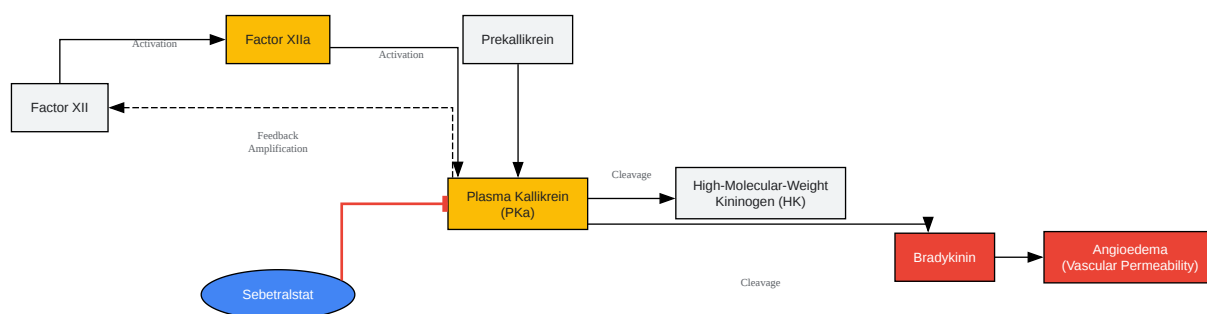 Factor XIIa
Prekallikrein
Activation
Activation
Factor XII
Feedback
Amplification
Plasma Kallikrein
(PKa)
Cleavage
High-Molecular-Weight
Kininogen (HK)
Bradykinin
Angioedema
(Vascular Permeability)
Cleavage
Sebetralstat